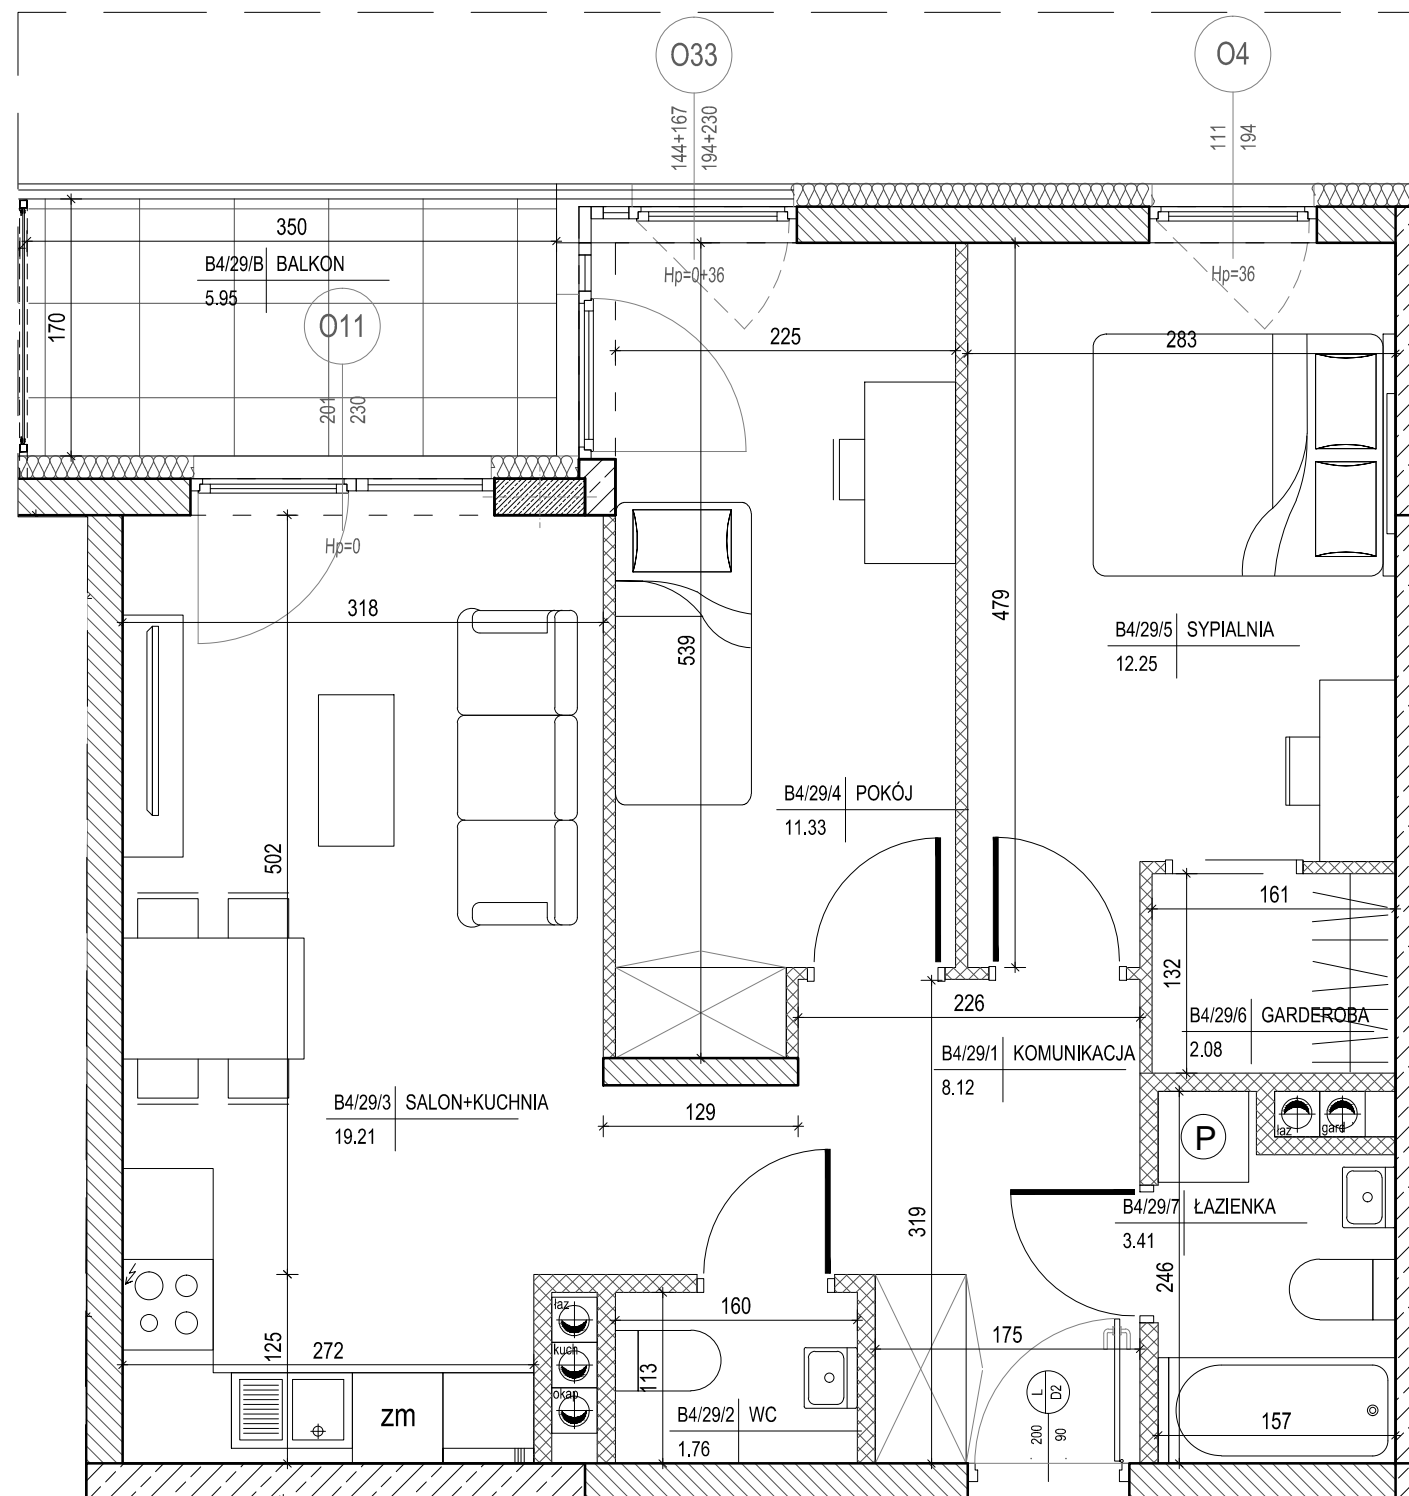 O33
O4
144+167
194+230
111
194
350
B4/29/B BALKON
5.95
Hp=0+36
Hp=36
O11
170
225
283
201
230
Hp=0
318
479
539
B4/29/5 SYPIALNIA
12.25
B4/29/4 POKÓJ
11.33
502
161
132
226
B4/29/6 GARDEROBA
2.08
B4/29/1 KOMUNIKACJA
8.12
B4/29/3 SALON+KUCHNIA
19.21
129
łaz
gard
P
B4/29/7 ŁAZIENKA
3.41
319
246
łaz
160
125
272
kuch
175
113
okap
L
D2
zm
B4/29/2 WC
1.76
200
90
157